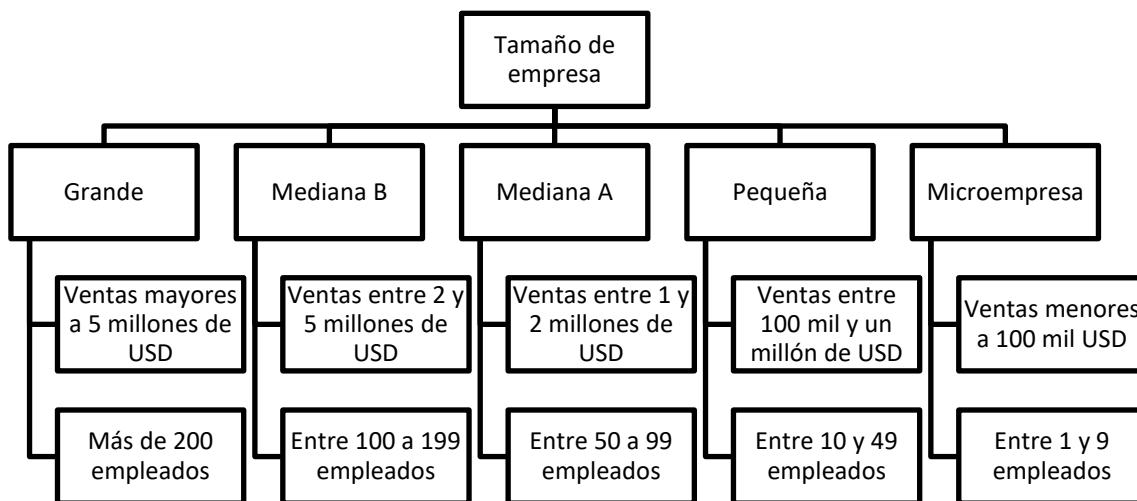 Tamaño de
empresa
Grande
Mediana B
Mediana A
Pequeña
Microempresa
Ventas mayores
a 5 millones de
USD
Ventas entre 2 y
5 millones de
USD
Ventas entre 1 y
2 millones de
USD
Ventas entre
100 mil y un
millón de USD
Ventas menores
a 100 mil USD
Más de 200
empleados
Entre 100 a 199
empleados
Entre 50 a 99
empleados
Entre 10 y 49
empleados
Entre 1 y 9
empleados